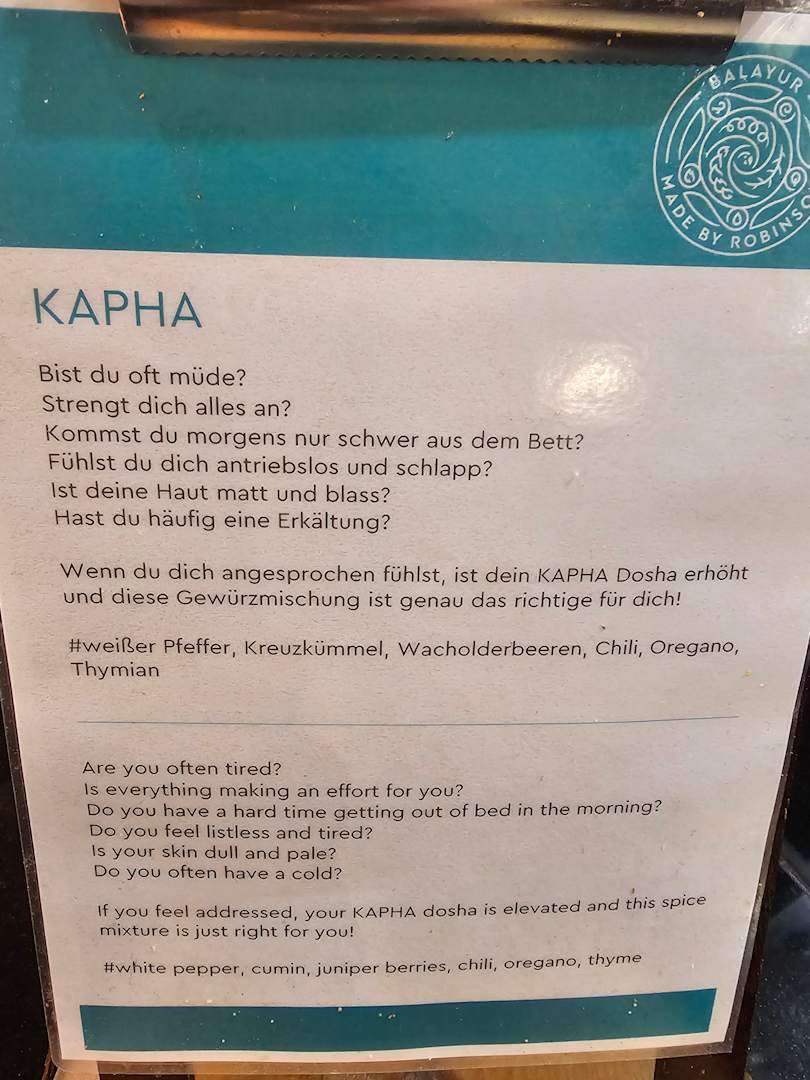 BALAYUR
MADE BY
KAPHA
Bist du oft müde?
Strengt dich alles an?
Kommst du morgens nur schwer aus dem Bett?
Fühlst du dich antriebslos und schlapp?
Ist deine Haut matt und blass?
Hast du häufig eine Erkältung?
Wenn du dich angesprochen fühlst, ist dein KAPHA Dosha erhöht
und diese Gewürzmischung ist genau das richtige für dich!
#weißer Pfeffer, Kreuzkümmel, Wacholderbeeren, Chili, Oregano,
Thymian
Are you often tired?
Is everything making an effort for you?
Do you have a hard time getting out of bed in the morning?
Do you feel listless and tired?
Is your skin dull and pale?
Do you often have a cold?
If you feel addressed, your KAPHA dosha is elevated and this spice
mixture is just right for you!
#white pepper, cumin, juniper berries, chili, oregano, thyme